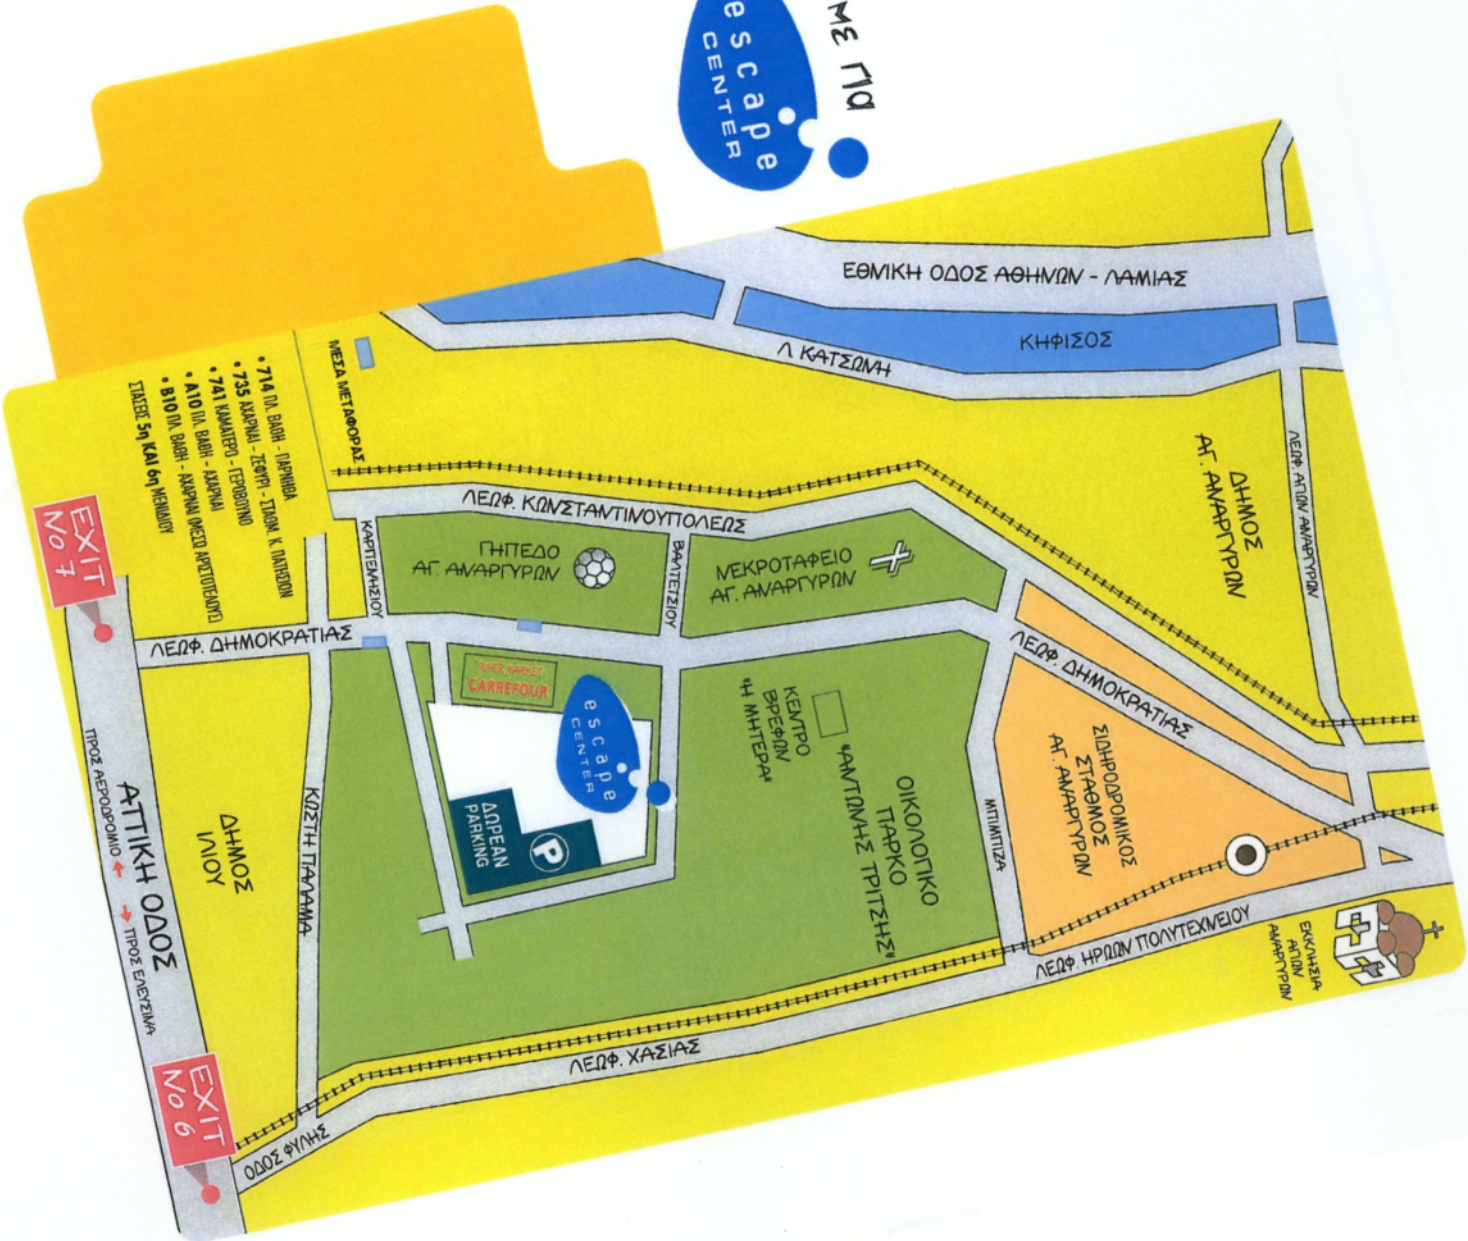 ΜΕ ΓΙΑ
escape
CENTER
ΕΘΝΙΚΗ ΟΔΟΣ ΑΘΗΝΩΝ - ΛΑΜΙΑΣ
ΚΗΦΙΣΟΣ
Λ. ΚΑΤΣΩΝΗ
ΜΕΣΑ ΜΕΤΑΦΟΡΑΣ
• 714 ΠΛ. ΒΑΘΗ - ΠΑΡΝΗΘΑ
• 735 ΑΧΑΡΝΑΙ - ΖΕΦΥΡΙ - ΣΤΑΘΜ. Κ. ΠΑΤΗΣΙΩΝ
• 741 ΚΑΜΑΤΕΡΟ - ΓΕΡΟΒΟΥΝΟ
• Α10 ΠΛ. ΒΑΘΗ - ΑΧΑΡΝΑΙ
• Β10 ΠΛ. ΒΑΘΗ - ΑΧΑΡΝΑΙ (ΜΕΣΩ ΑΡΙΣΤΟΤΕΛΟΥΣ)
ΣΤΑΣΕΙΣ 5η ΚΑΙ 6η ΜΕΝΙΔΙΟΥ
ΔΗΜΟΣ
ΑΓ. ΑΝΑΡΓΥΡΩΝ
ΛΕΩΦ. ΑΓΙΩΝ ΑΝΑΡΓΥΡΩΝ
ΛΕΩΦ. ΚΩΝΣΤΑΝΤΙΝΟΥΠΟΛΕΩΣ
ΚΑΡΠΕΝΗΣΙΟΥ
ΓΗΠΕΔΟ
ΑΓ. ΑΝΑΡΓΥΡΩΝ
ΒΑΛΤΕΤΣΙΟΥ
ΝΕΚΡΟΤΑΦΕΙΟ
ΑΓ. ΑΝΑΡΓΥΡΩΝ
EXIT
No 7
ΛΕΩΦ. ΔΗΜΟΚΡΑΤΙΑΣ
SUPER MARKET
CARREFOUR
escape
CENTER
ΔΩΡΕΑΝ
PARKING
P
ΚΕΝΤΡΟ
ΒΡΕΦΩΝ
"Η ΜΗΤΕΡΑ"
ΟΙΚΟΛΟΓΙΚΟ
ΠΑΡΚΟ
"ΑΝΤΩΝΗΣ ΤΡΙΤΣΗΣ"
ΛΕΩΦ. ΔΗΜΟΚΡΑΤΙΑΣ
ΣΙΔΗΡΟΔΡΟΜΙΚΟΣ
ΣΤΑΘΜΟΣ
ΑΓ. ΑΝΑΡΓΥΡΩΝ
ΜΠΙΜΠΙΖΑ
ΠΡΟΣ ΑΕΡΟΔΡΟΜΙΟ
ΑΤΤΙΚΗ ΟΔΟΣ
ΠΡΟΣ ΕΛΕΥΣΙΝΑ
ΔΗΜΟΣ
ΙΛΙΟΥ
ΚΩΣΤΗ ΠΑΛΑΜΑ
ΛΕΩΦ. ΗΡΩΩΝ ΠΟΛΥΤΕΧΝΕΙΟΥ
ΕΚΚΛΗΣΙΑ
ΑΓΙΩΝ
ΑΝΑΡΓΥΡΩΝ
ΛΕΩΦ. ΧΑΣΙΑΣ
EXIT
No 6
ΟΔΟΣ ΦΥΛΗΣ